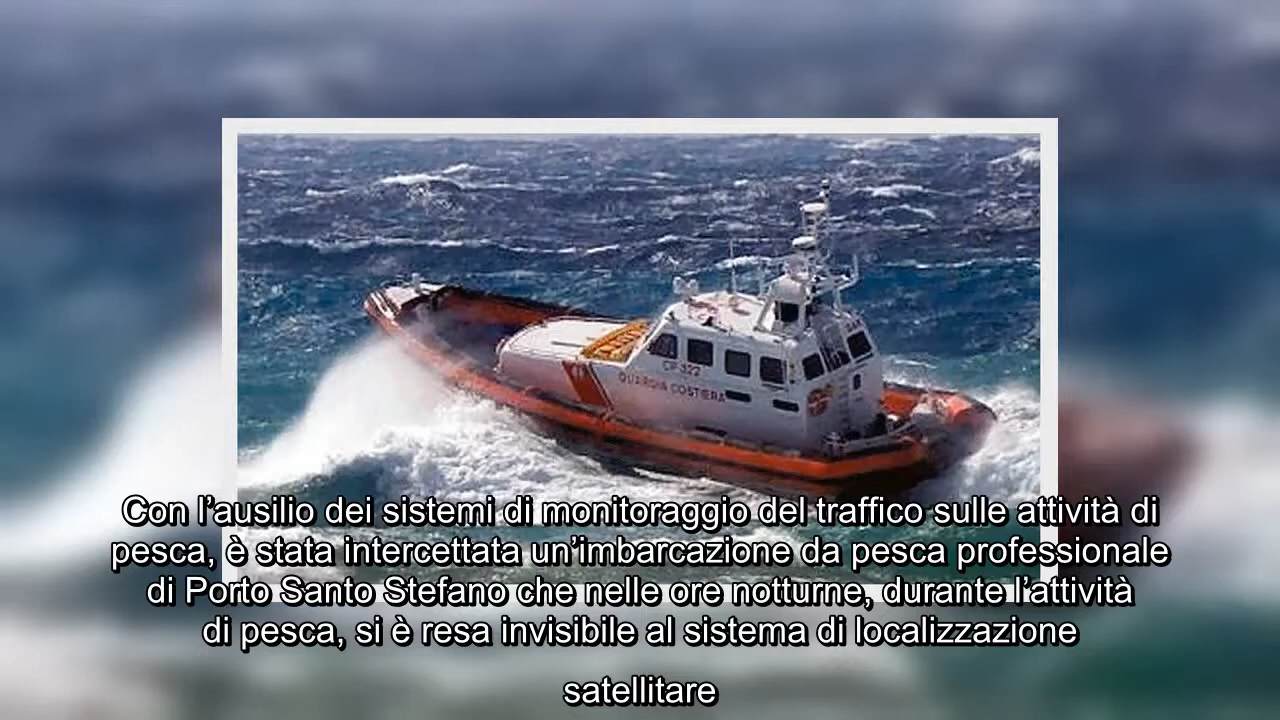 CP 322
GUARDIA COSTIERA
Con l’ausilio dei sistemi di monitoraggio del traffico sulle attività di
pesca, è stata intercettata un’imbarcazione da pesca professionale
di Porto Santo Stefano che nelle ore notturne, durante l’attività
di pesca, si è resa invisibile al sistema di localizzazione
satellitare